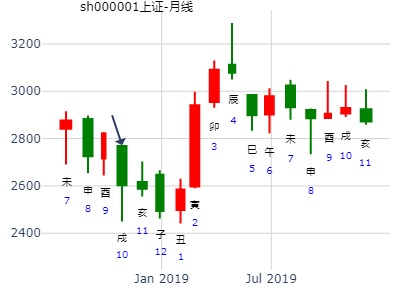 sh000001上证-月线
3200
3000
2800
2600
2400
未
7
申
8
酉
9
戌
10
亥
11
子
12
丑
1
寅
2
卯
3
辰
4
巳
5
午
6
未
7
申
8
酉
9
戌
10
亥
11
Jan 2019
Jul 2019